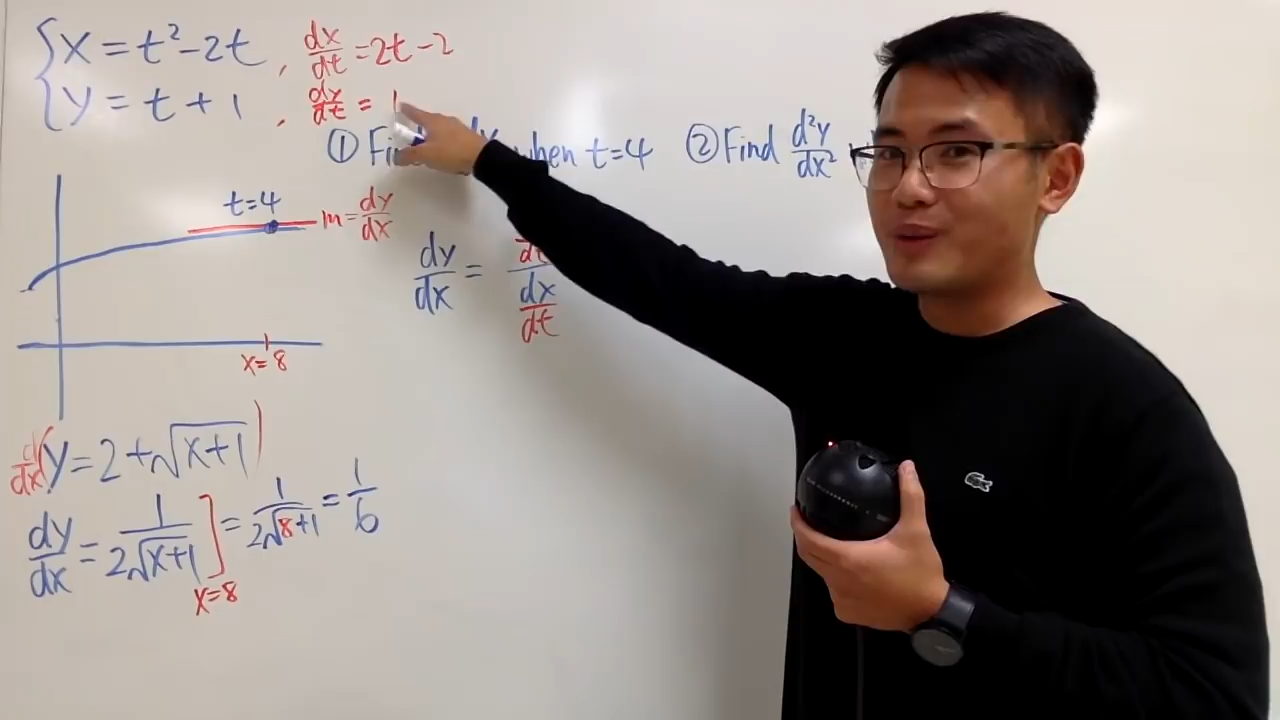 x = t² - 2t , dx/dt = 2t - 2
y = t + 1 , dy/dt = 1
① when t=4 ② Find d²y/dx²
t=4
m = dy/dx
dy/dx = / dx/dt
x=8
d/dx (y = 2 + √(x+1))
dy/dx = 1/(2√(x+1)) ] x=8 = 1/(2√(8+1)) = 1/6